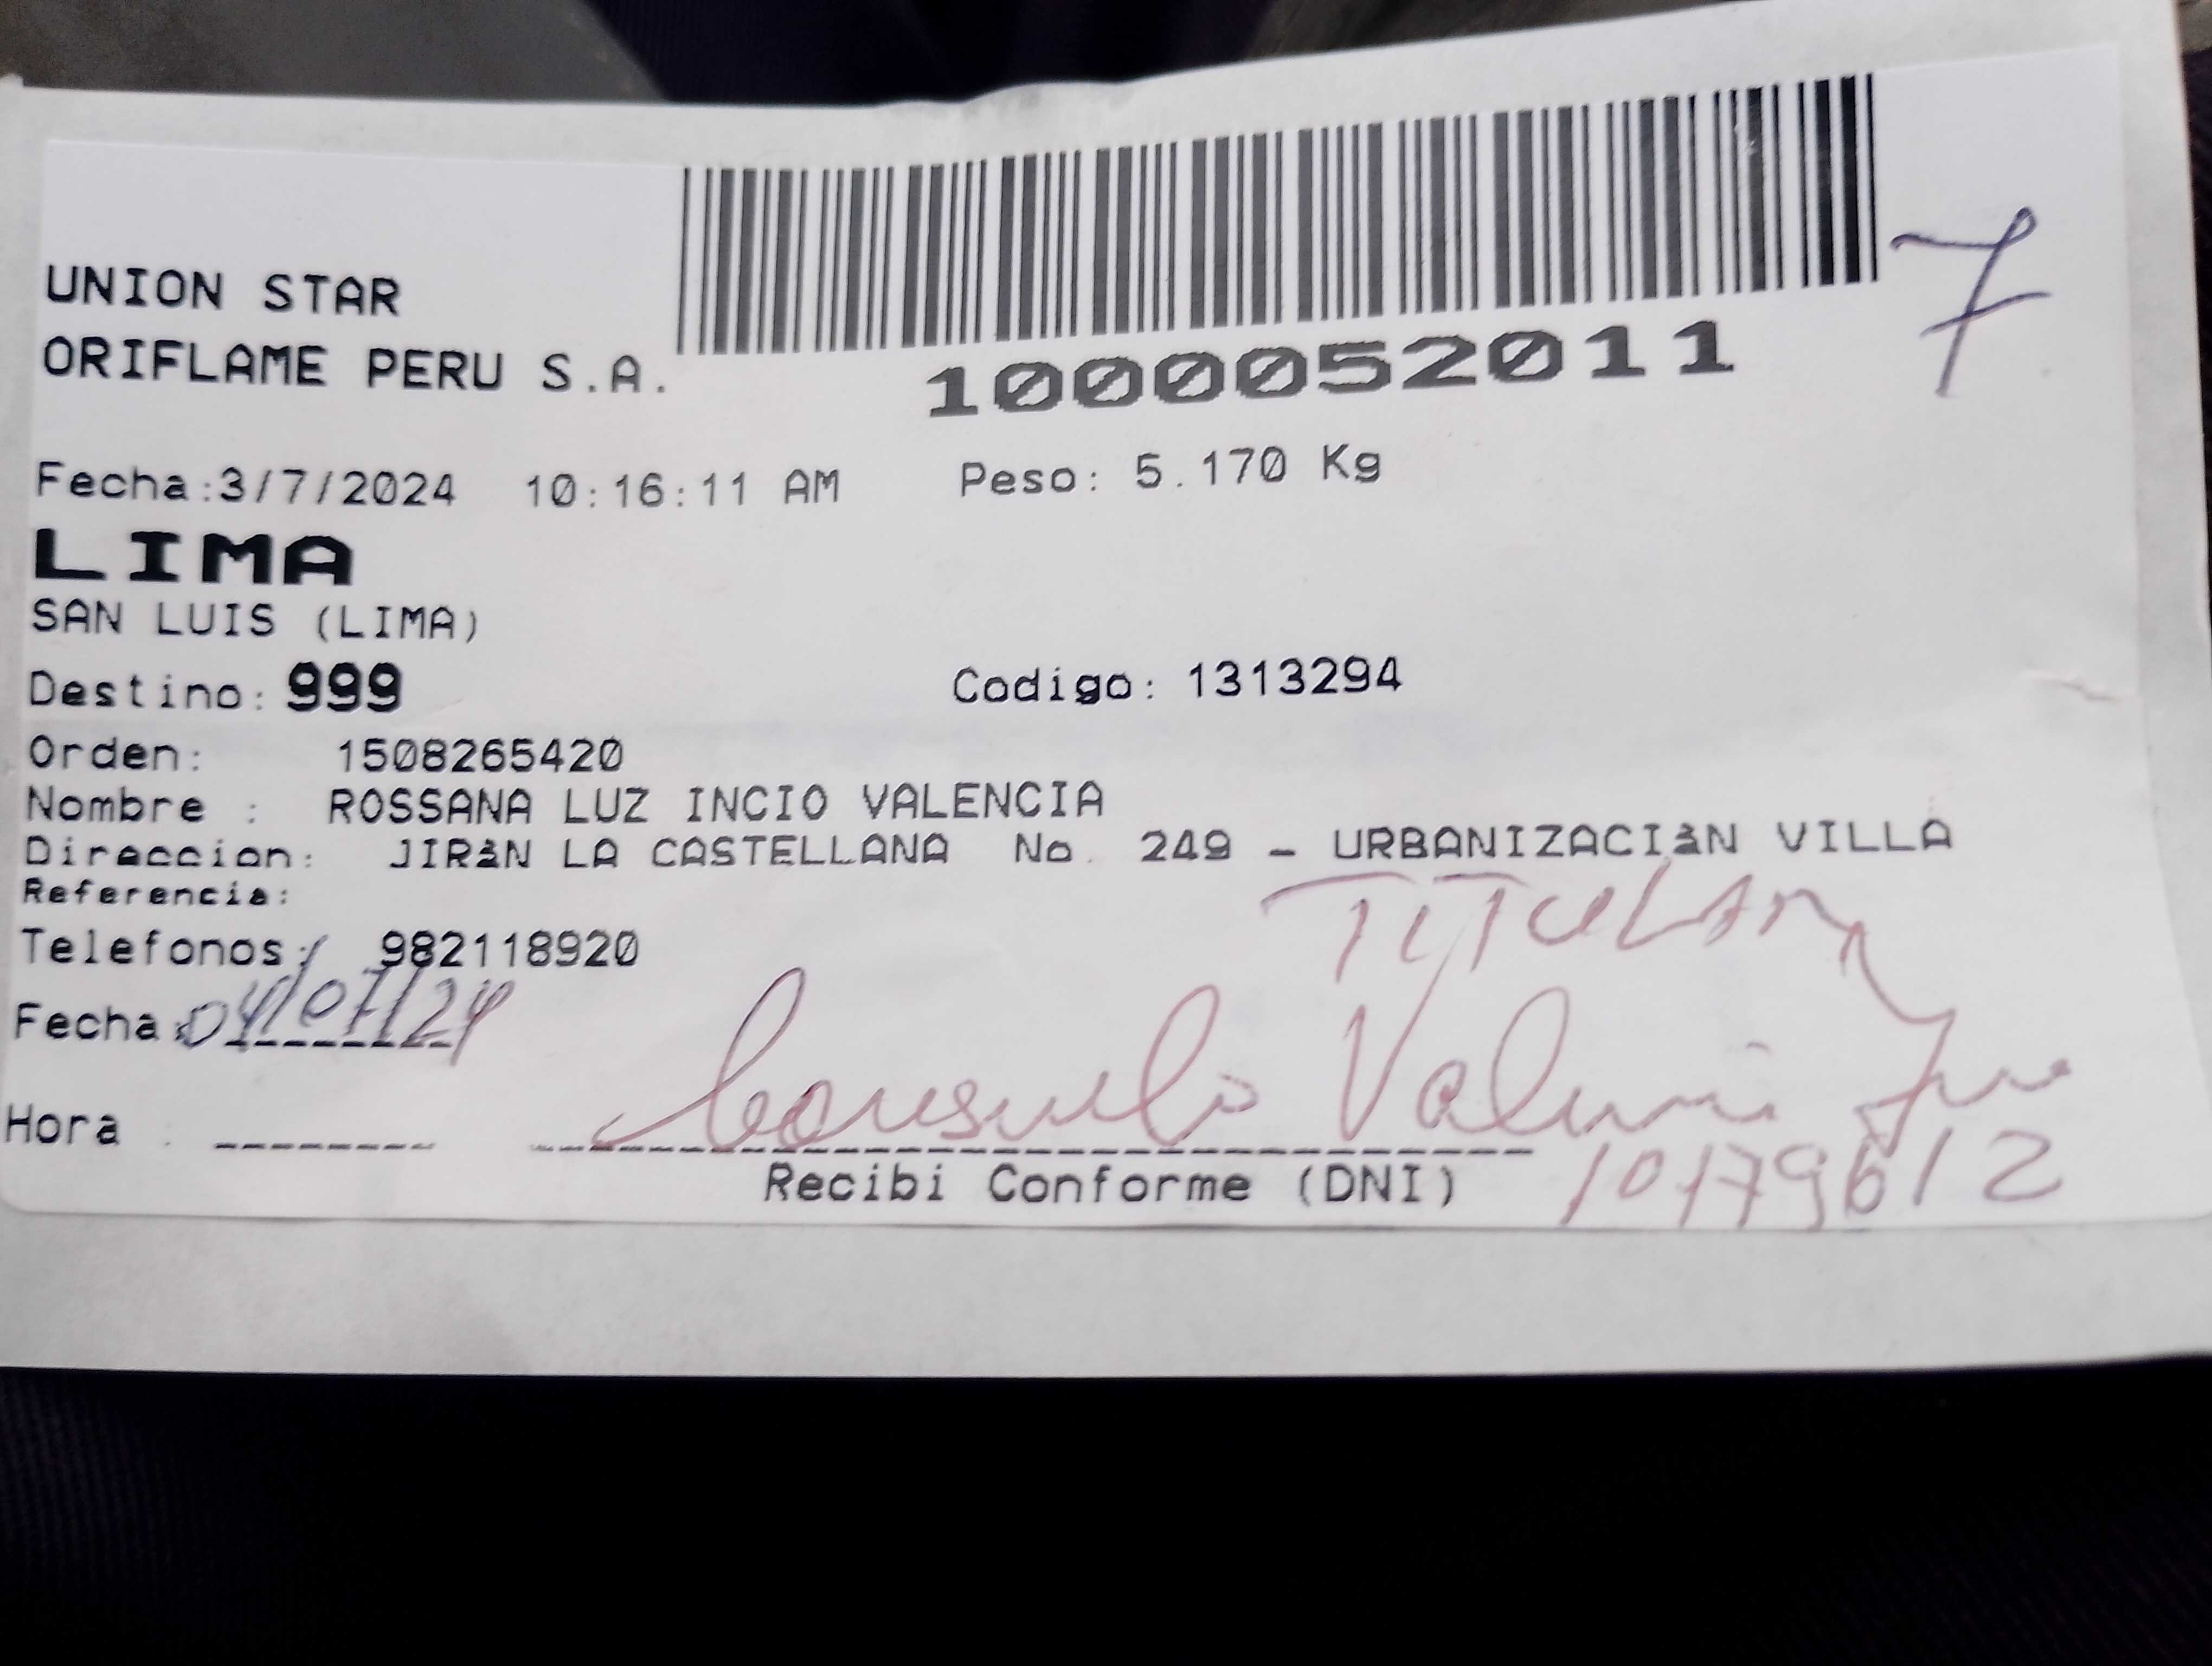 UNION STAR
ORIFLAME PERU S.A.
1000052011
7
Fecha:3/7/2024 10:16:11 AM Peso: 5.170 Kg
LIMA
SAN LUIS (LIMA)
Destino: 999 Codigo: 1313294
Orden: 1508265420
Nombre : ROSSANA LUZ INCIO VALENCIA
Direccion: JIRàN LA CASTELLANA No. 249 - URBANIZACIàN VILLA
Referencia:
TITULAR
Telefonos: 982118920
Fecha: 04/07/24
Consuelo
Hora :
Recibi Conforme (DNI) 10179612